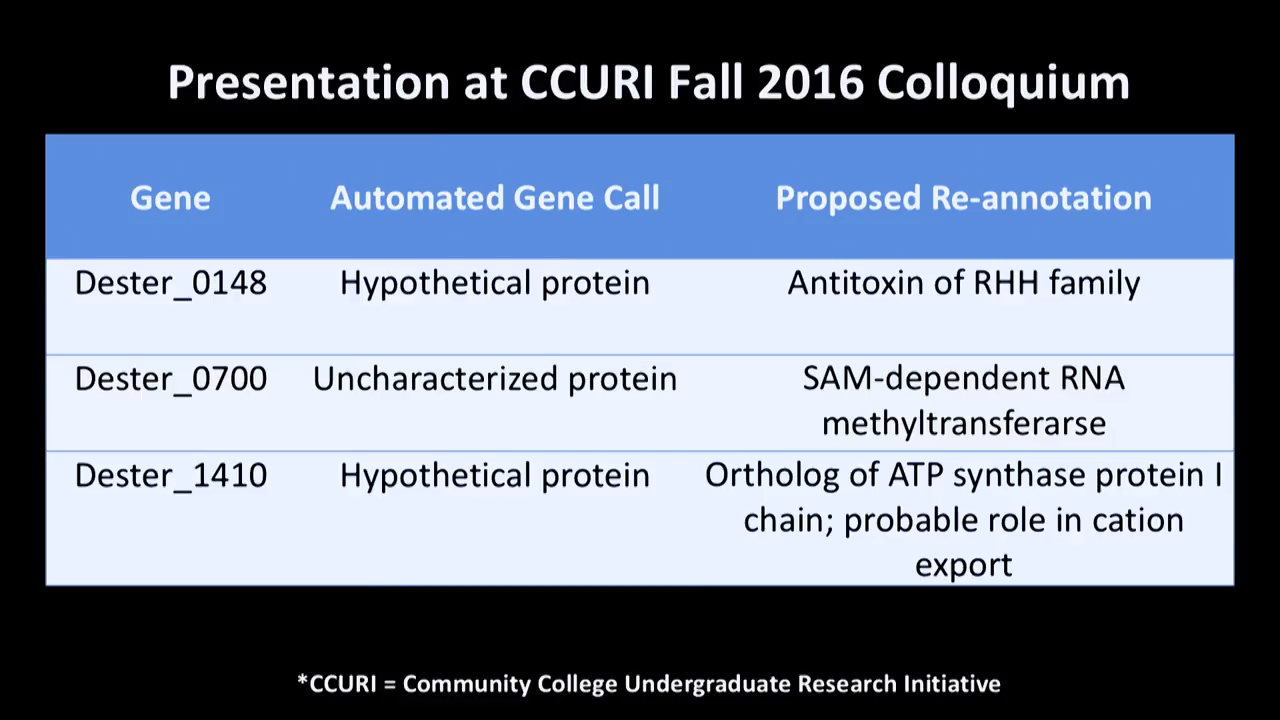 Presentation at CCURI Fall 2016 Colloquium
Gene Automated Gene Call Proposed Re-annotation
Dester_0148 Hypothetical protein Antitoxin of RHH family
Dester_0700 Uncharacterized protein SAM-dependent RNA
methyltransferarse
Dester_1410 Hypothetical protein Ortholog of ATP synthase protein I
chain; probable role in cation
export
*CCURI = Community College Undergraduate Research Initiative